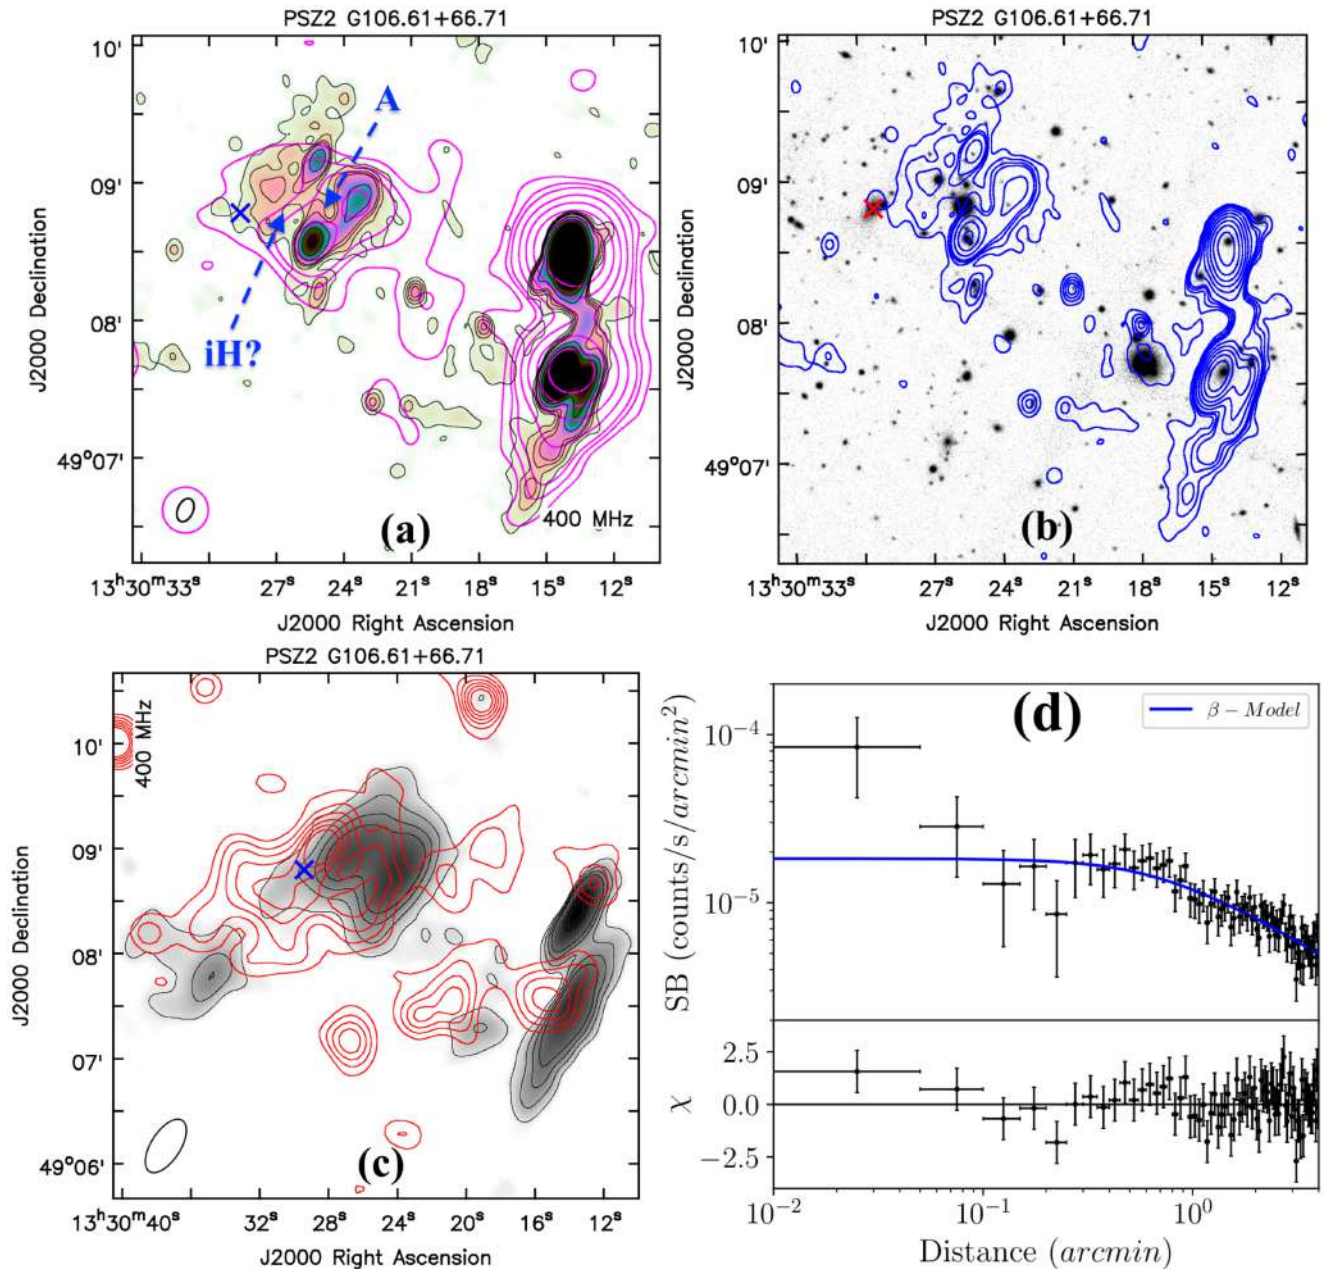 PSZ2 G106.61+66.71
10'
09'
08'
49°07'
J2000 Declination
A
iH?
(a)
400 MHz
13ʰ30ᵐ33ˢ 27ˢ 24ˢ 21ˢ 18ˢ 15ˢ 12ˢ
J2000 Right Ascension
PSZ2 G106.61+66.71
10'
09'
08'
49°07'
J2000 Declination
(b)
13ʰ30ᵐ33ˢ 27ˢ 24ˢ 21ˢ 18ˢ 15ˢ 12ˢ
J2000 Right Ascension
PSZ2 G106.61+66.71
400 MHz
10'
09'
08'
07'
49°06'
J2000 Declination
(c)
13ʰ30ᵐ40ˢ 32ˢ 28ˢ 24ˢ 20ˢ 16ˢ 12ˢ
J2000 Right Ascension
(d)
β − Model
SB (counts/s/arcmin²)
10⁻⁴
10⁻⁵
χ
2.5
0.0
−2.5
10⁻² 10⁻¹ 10⁰
Distance (arcmin)